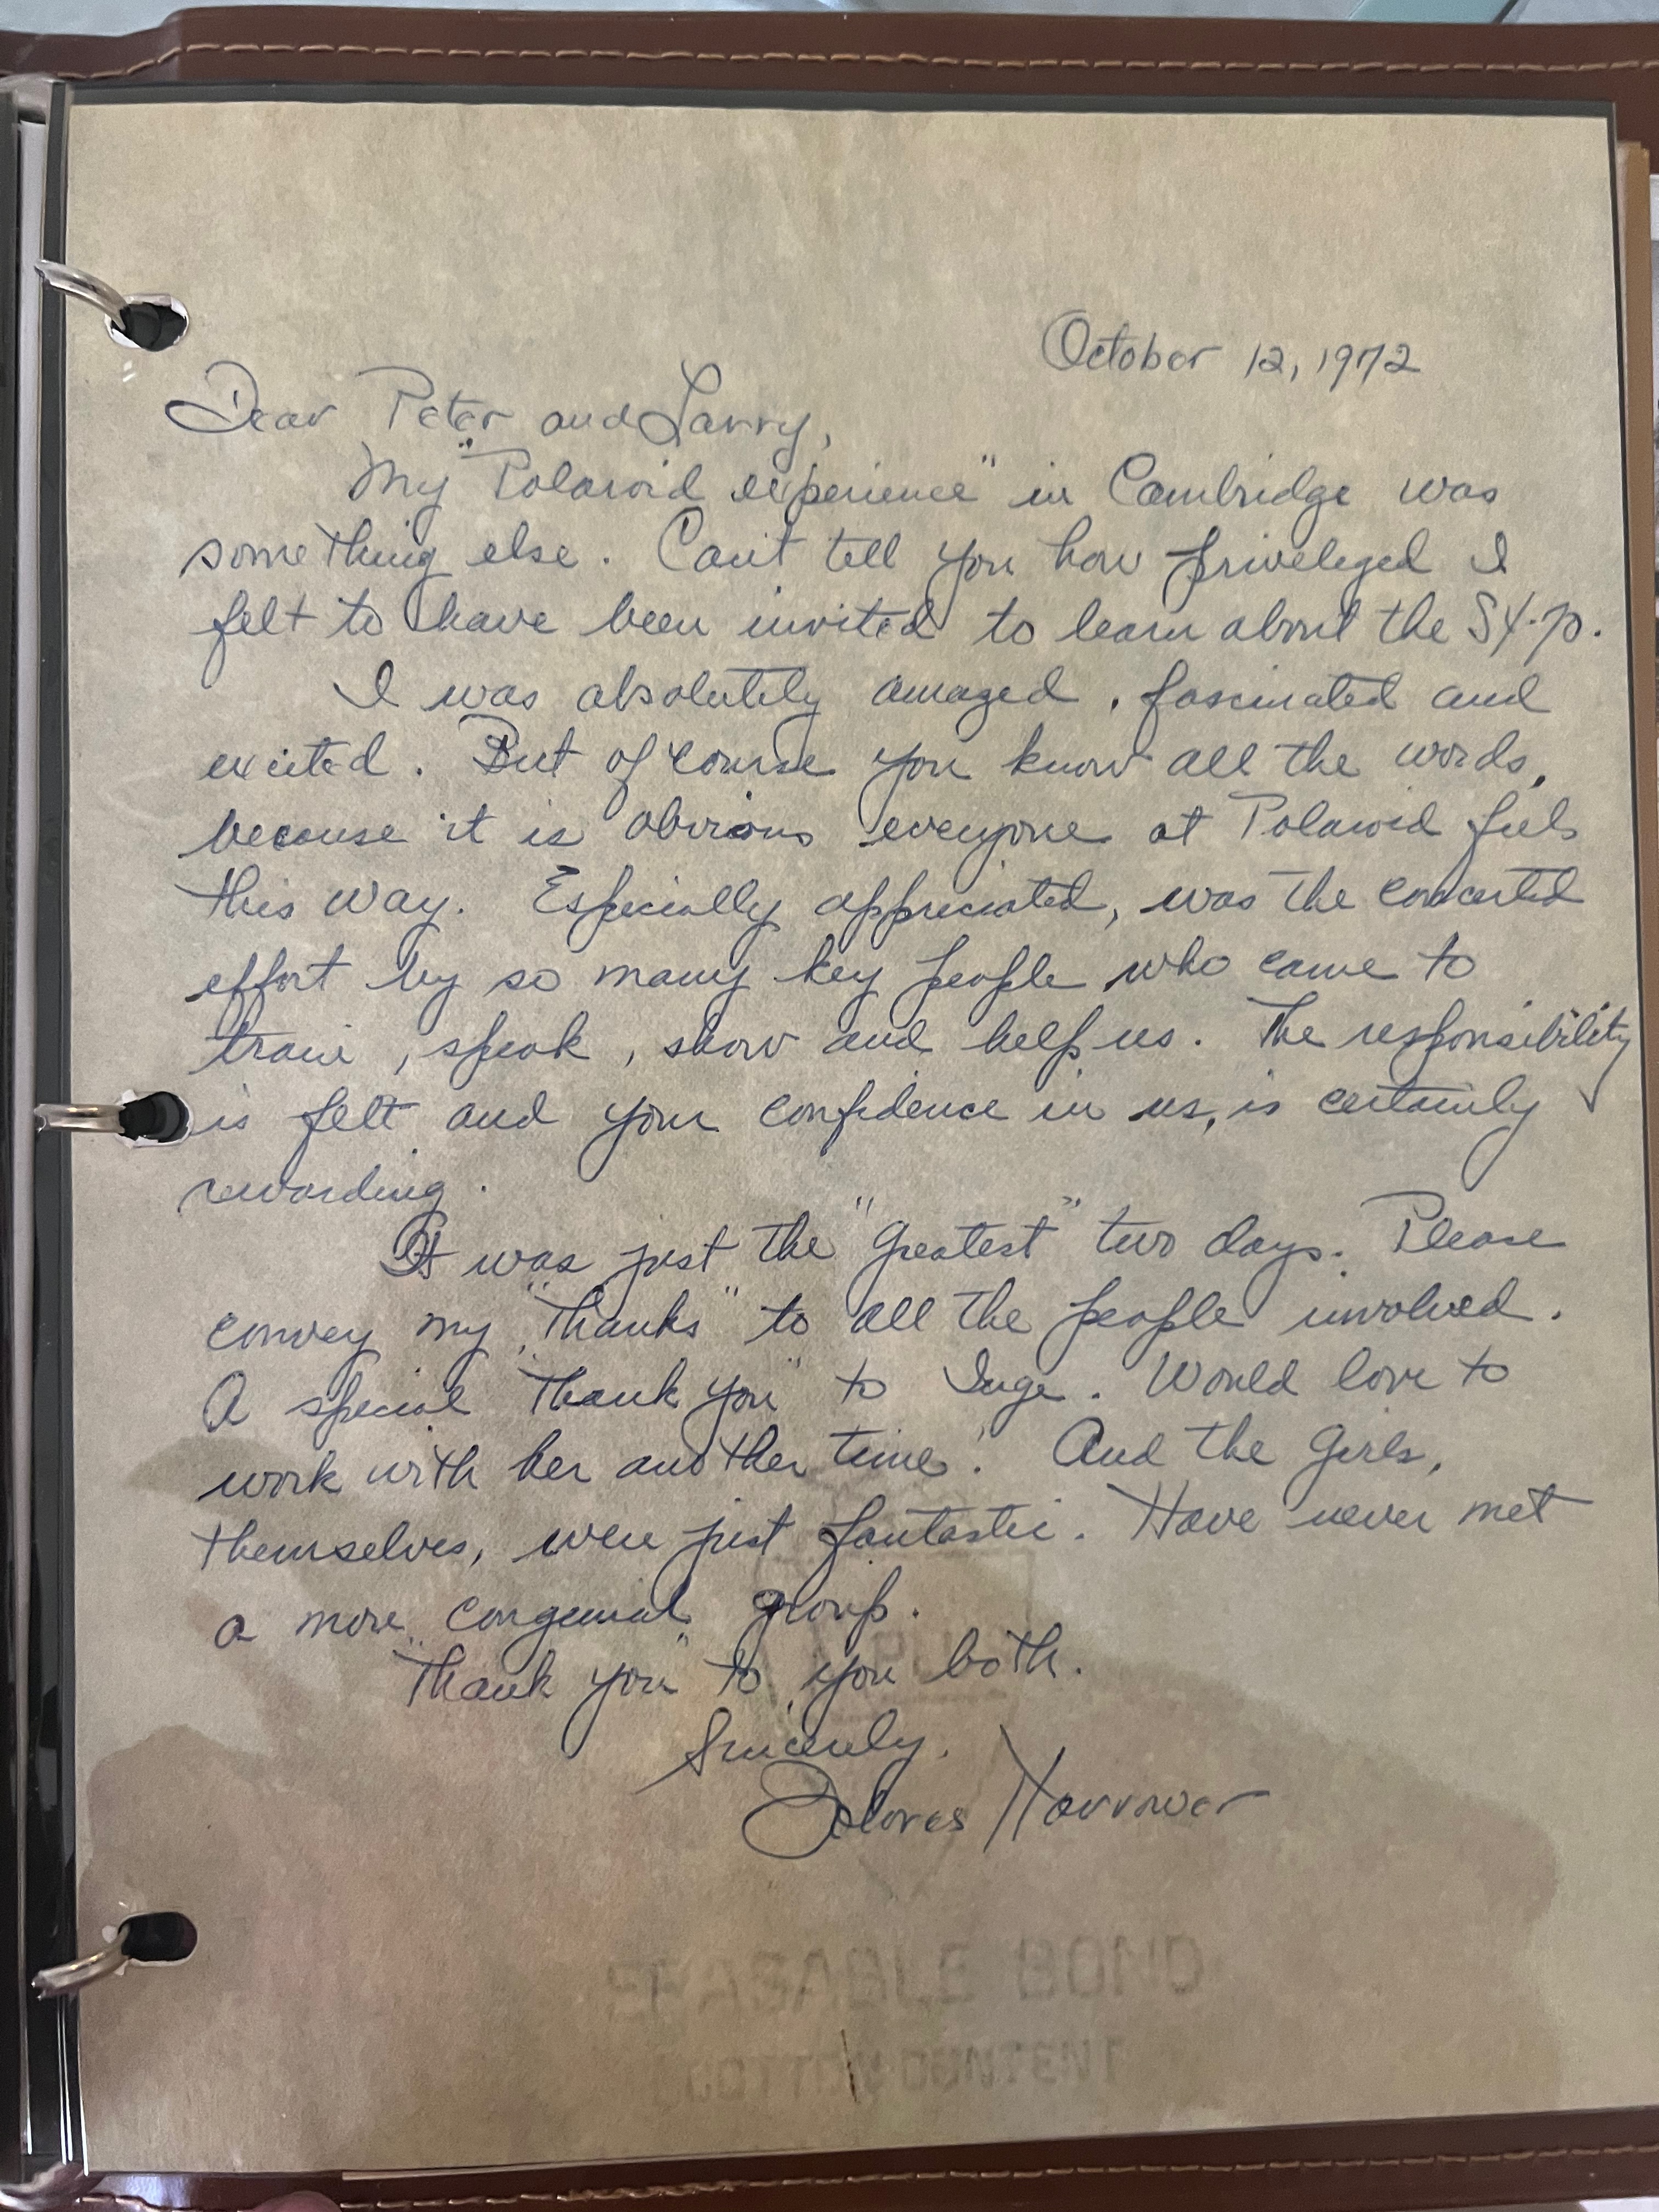 October 12, 1972
Dear Peter and Larry,
My "Polaroid experience" in Cambridge was
something else. Can't tell you how priveleged I
felt to have been invited to learn about the SX-70.
I was absolutely amazed, fascinated and
excited. But of course you know all the words,
because it is obvious everyone at Polaroid feels
this way. Especially appreciated, was the concerted
effort by so many key people who came to
train, speak, show and help us. The responsibility
is felt and your confidence in us, is certainly
rewarding.
It was just the "greatest" two days. Please
convey my "thanks" to all the people involved.
A special "thank you" to Inge. Would love to
work with her another time. And the girls,
themselves, were just fantastic. Have never met
a more congenial group.
"Thank you" to you both.
Sincerely,
Dolores Harrower
ERASABLE BOND
COTTON CONTENT